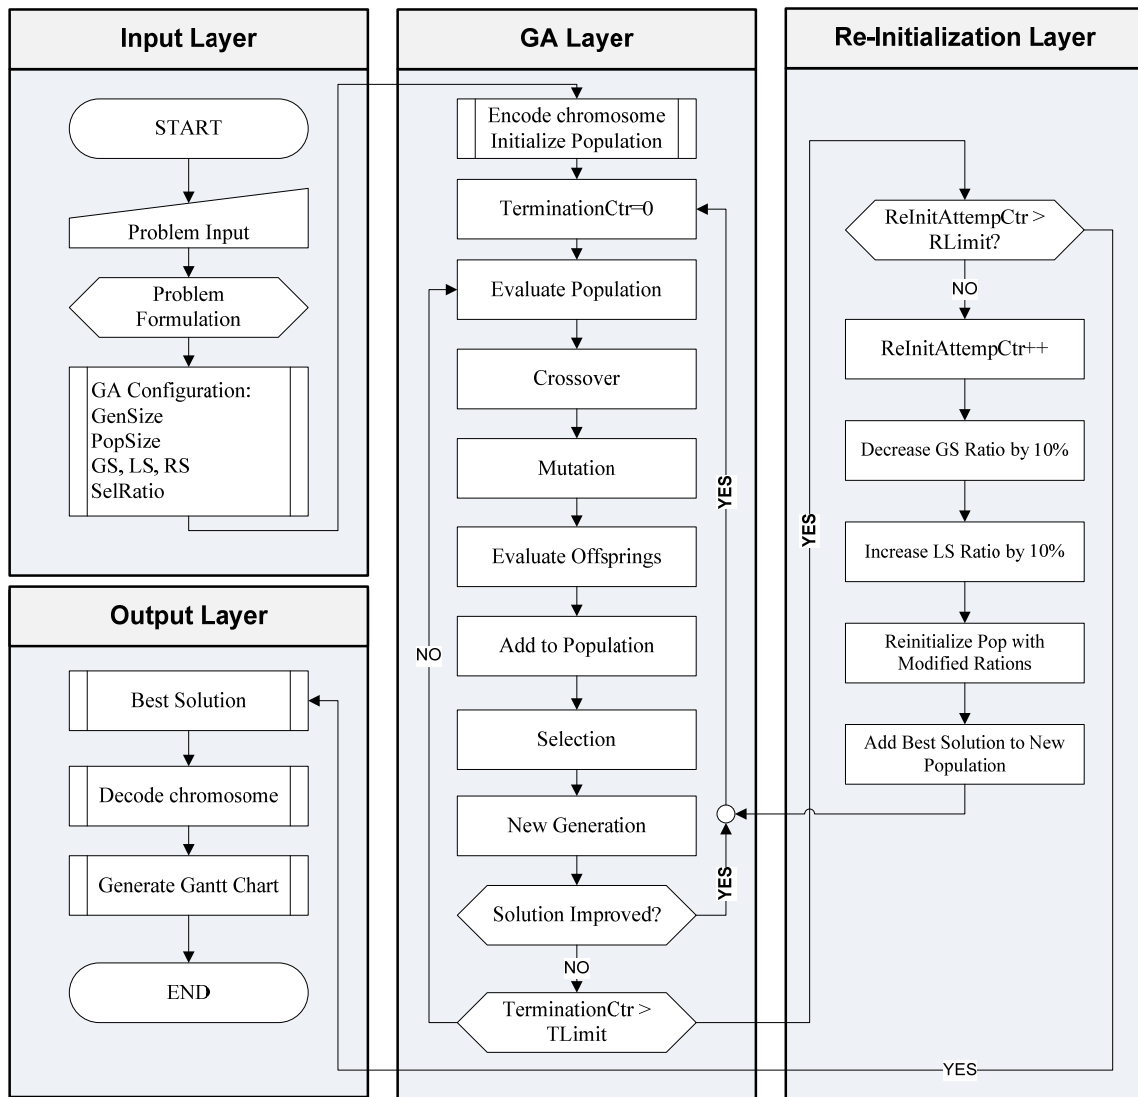 Input Layer
START
Problem Input
Problem
Formulation
GA Configuration:
GenSize
PopSize
GS, LS, RS
SelRatio
Output Layer
Best Solution
Decode chromosome
Generate Gantt Chart
END
GA Layer
Encode chromosome
Initialize Population
TerminationCtr=0
Evaluate Population
Crossover
Mutation
Evaluate Offsprings
Add to Population
Selection
New Generation
Solution Improved?
NO
TerminationCtr >
TLimit
NO
YES
YES
YES
Re-Initialization Layer
ReInitAttempCtr >
RLimit?
NO
ReInitAttempCtr++
Decrease GS Ratio by 10%
Increase LS Ratio by 10%
Reinitialize Pop with
Modified Rations
Add Best Solution to New
Population
YES